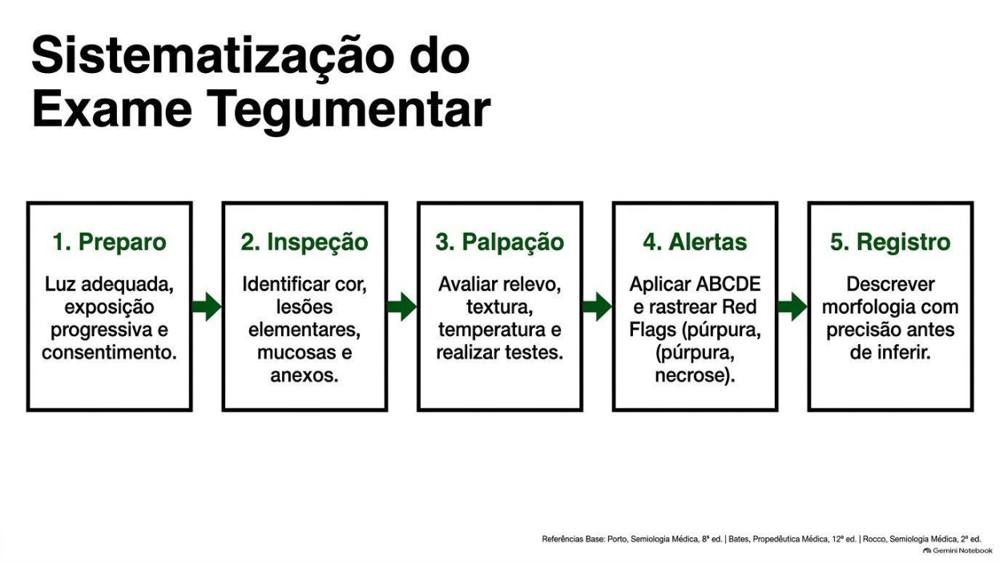 Sistematização do
Exame Tegumentar
1. Preparo
Luz adequada,
exposição
progressiva e
consentimento.
2. Inspeção
Identificar cor,
lesões
elementares,
mucosas e
anexos.
3. Palpação
Avaliar relevo,
textura,
temperatura e
realizar testes.
4. Alertas
Aplicar ABCDE
e rastrear Red
Flags (púrpura,
(púrpura,
necrose).
5. Registro
Descrever
morfologia com
precisão antes
de inferir.
Referências Base: Porto, Semiologia Médica, 8ª ed. | Bates, Propedêutica Médica, 12ª ed. | Rocco, Semiologia Médica, 2ª ed.
Gemini Notebook